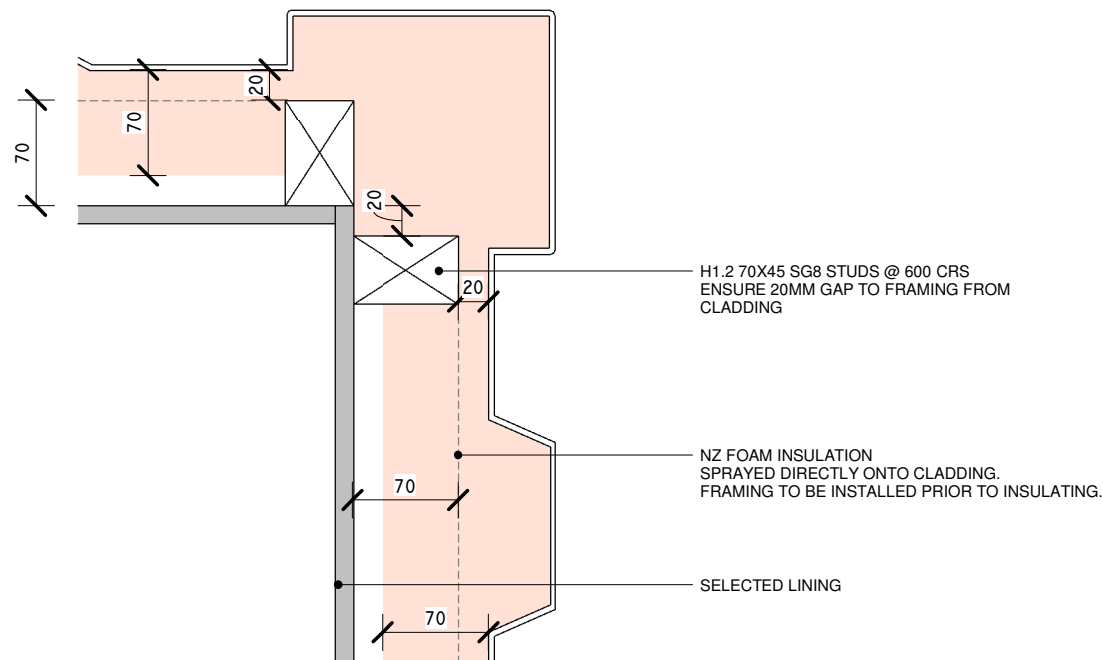 20
70
70
20
H1.2 70X45 SG8 STUDS @ 600 CRS
ENSURE 20MM GAP TO FRAMING FROM
CLADDING
20
NZ FOAM INSULATION
SPRAYED DIRECTLY ONTO CLADDING.
FRAMING TO BE INSTALLED PRIOR TO INSULATING.
70
SELECTED LINING
70